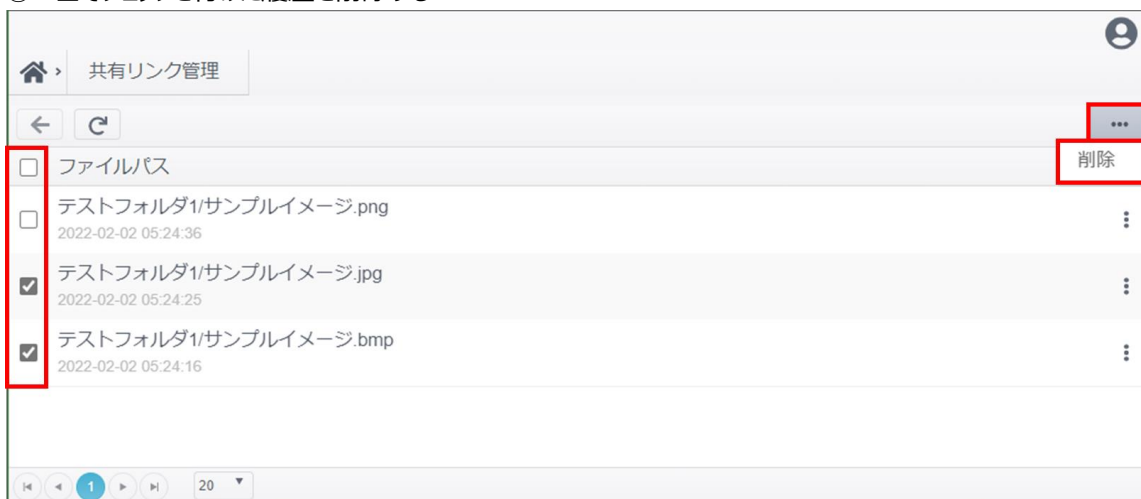 共有リンク管理
ファイルパス
削除
テストフォルダ1/サンプルイメージ.png
2022-02-02 05:24:36
テストフォルダ1/サンプルイメージ.jpg
2022-02-02 05:24:25
テストフォルダ1/サンプルイメージ.bmp
2022-02-02 05:24:16
1 20